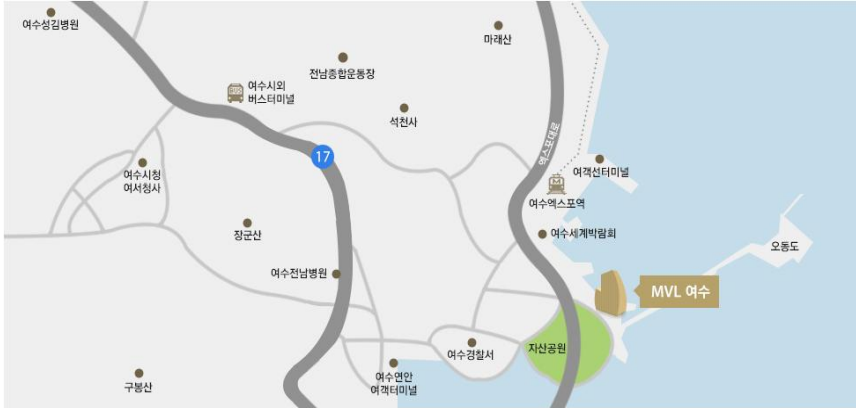 여수성김병원
마래산
전남종합운동장
여수시외
버스터미널
석천사
엑스포대로
17
여수시청
여서청사
여객선터미널
여수엑스포역
장군산
여수세계박람회
오동도
여수전남병원
MVL 여수
여수경찰서
자산공원
구봉산
여수연안
여객터미널